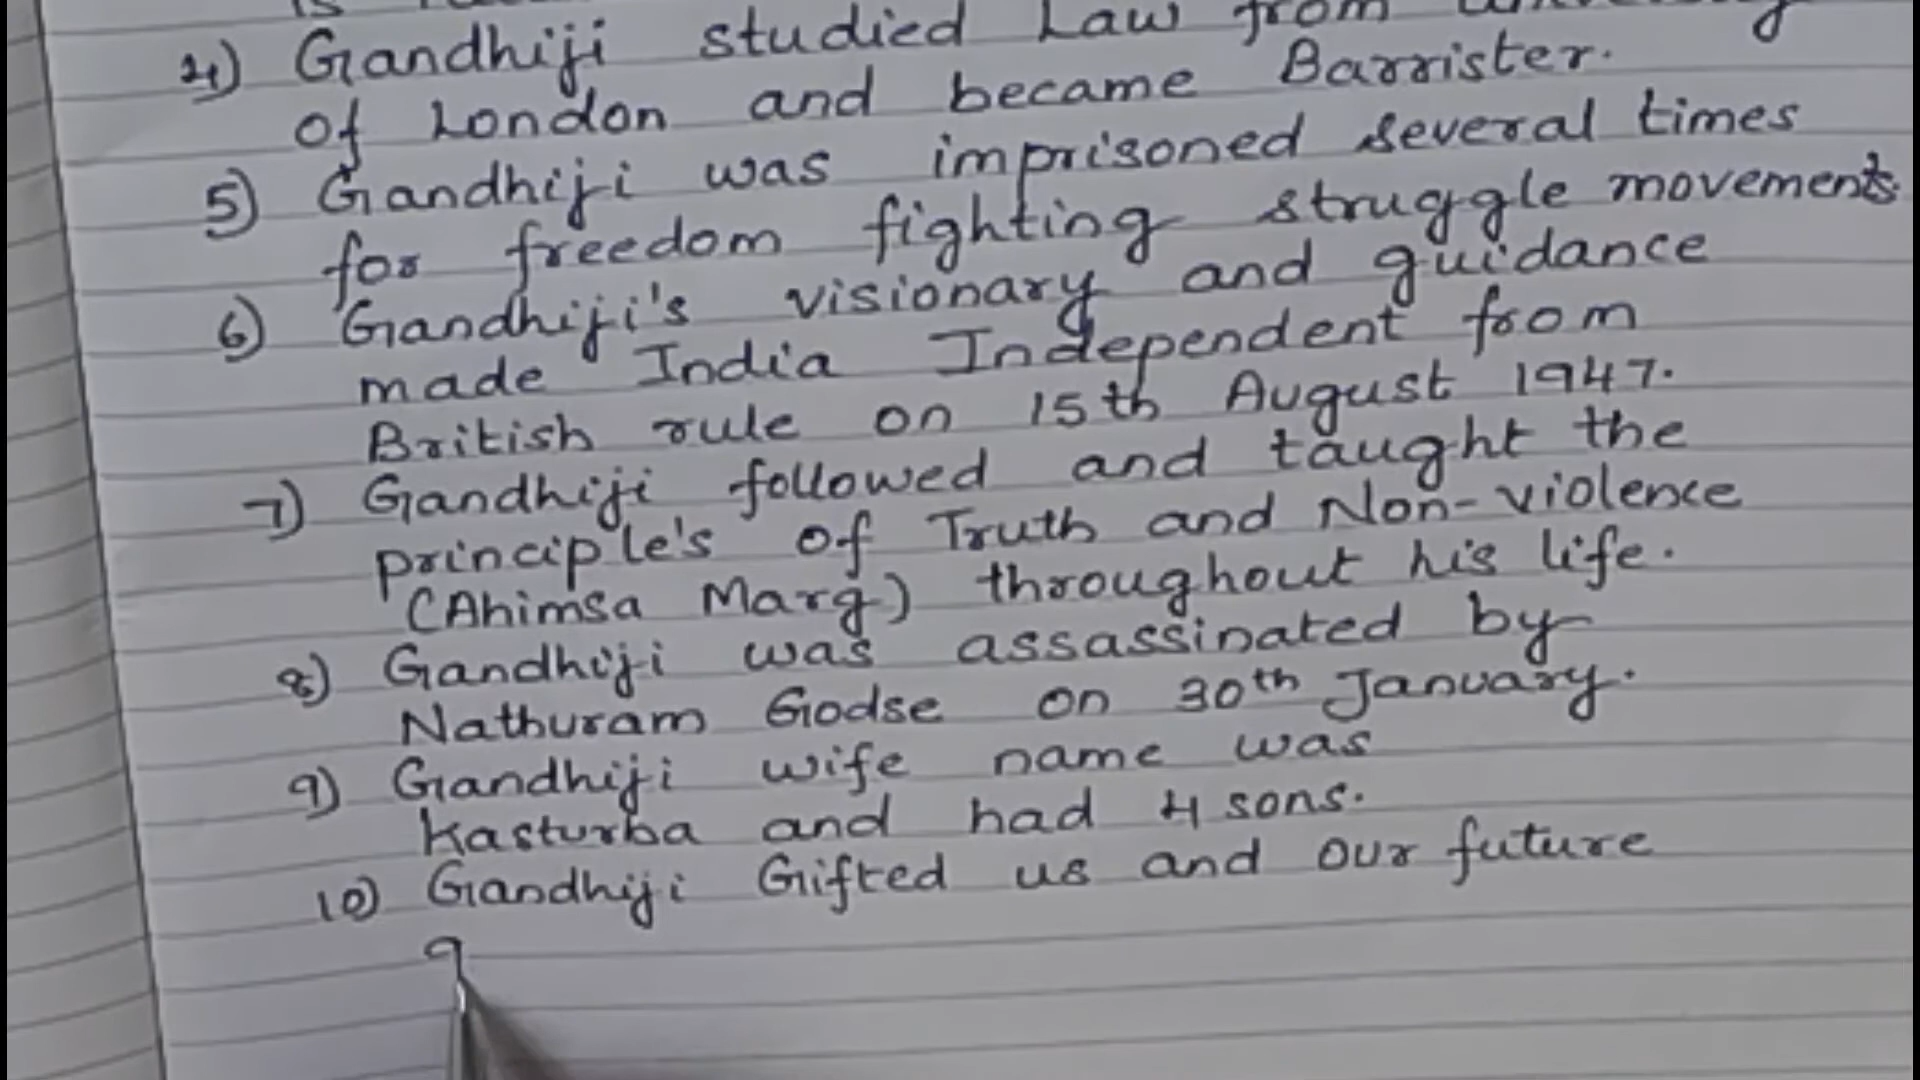 4) Gandhiji studied Law from
of London and became Barrister.
5) Gandhiji was imprisoned several times
for freedom fighting struggle movements.
6) Gandhiji's visionary and guidance
made India Independent from
British rule on 15th August 1947.
7) Gandhiji followed and taught the
principle's of Truth and Non-violence
(Ahimsa Marg) throughout his life.
8) Gandhiji was assassinated by
Nathuram Godse on 30th January.
9) Gandhiji wife name was
Kasturba and had 4 sons.
10) Gandhiji Gifted us and our future